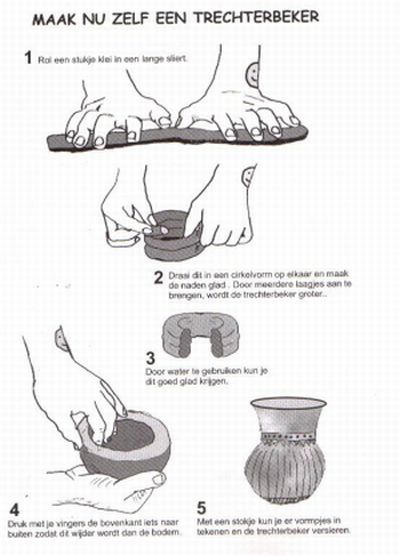 MAAK NU ZELF EEN TRECHTERBEKER
1 Rol een stukje klei in een lange sliert.
2 Draai dit in een cirkelvorm op elkaar en maak
de naden glad . Door meerdere laagjes aan te
brengen, wordt de trechterbeker groter..
3
Door water te gebruiken kun je
dit goed glad krijgen.
4
Druk met je vingers de bovenkant iets naar
buiten zodat dit wijder wordt dan de bodem.
5
Met een stokje kun je er vormpjes in
tekenen en de trechterbeker versieren.